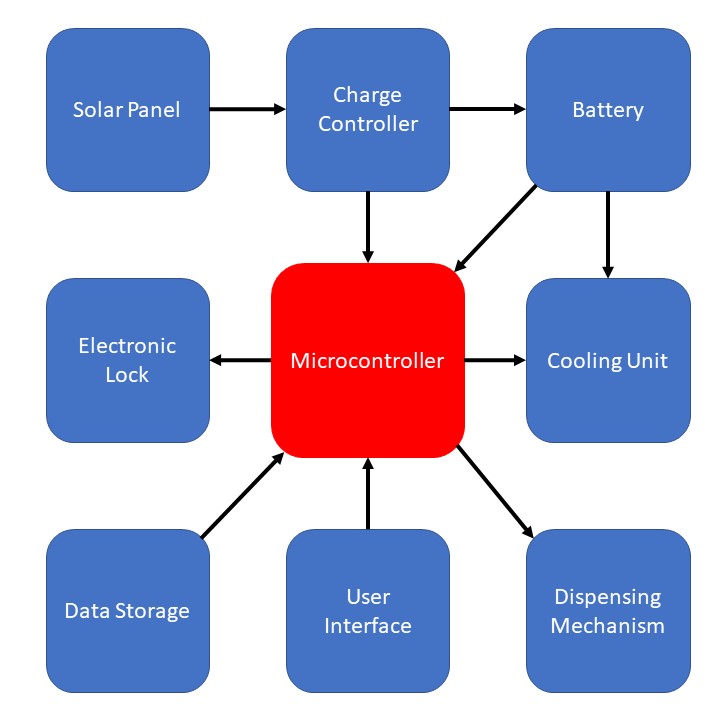 Solar Panel
Charge
Controller
Battery
Electronic
Lock
Microcontroller
Cooling Unit
Data Storage
User
Interface
Dispensing
Mechanism